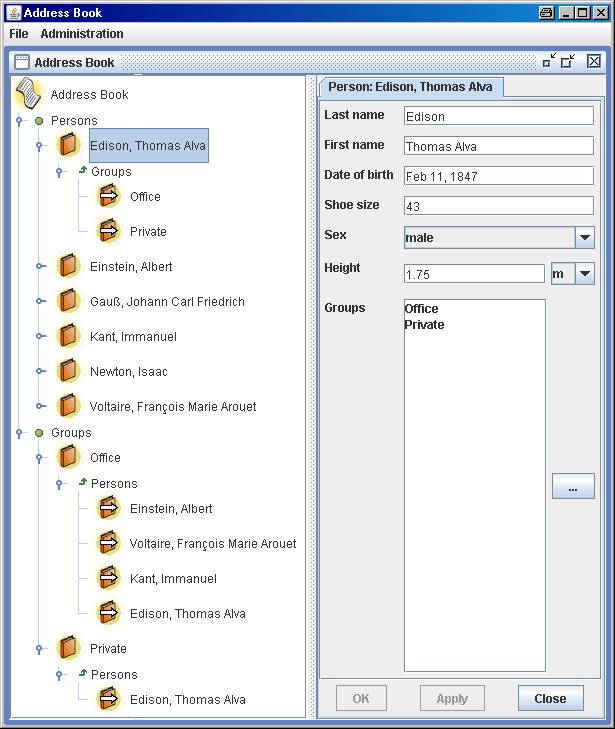 Address Book
File Administration
Address Book
Address Book
Persons
Edison, Thomas Alva
Groups
Office
Private
Einstein, Albert
Gauß, Johann Carl Friedrich
Kant, Immanuel
Newton, Isaac
Voltaire, François Marie Arouet
Groups
Office
Persons
Einstein, Albert
Voltaire, François Marie Arouet
Kant, Immanuel
Edison, Thomas Alva
Private
Persons
Edison, Thomas Alva
Person: Edison, Thomas Alva
Last name Edison
First name Thomas Alva
Date of birth Feb 11, 1847
Shoe size 43
Sex male
Height 1.75 m
Groups Office
Private
...
OK Apply Close